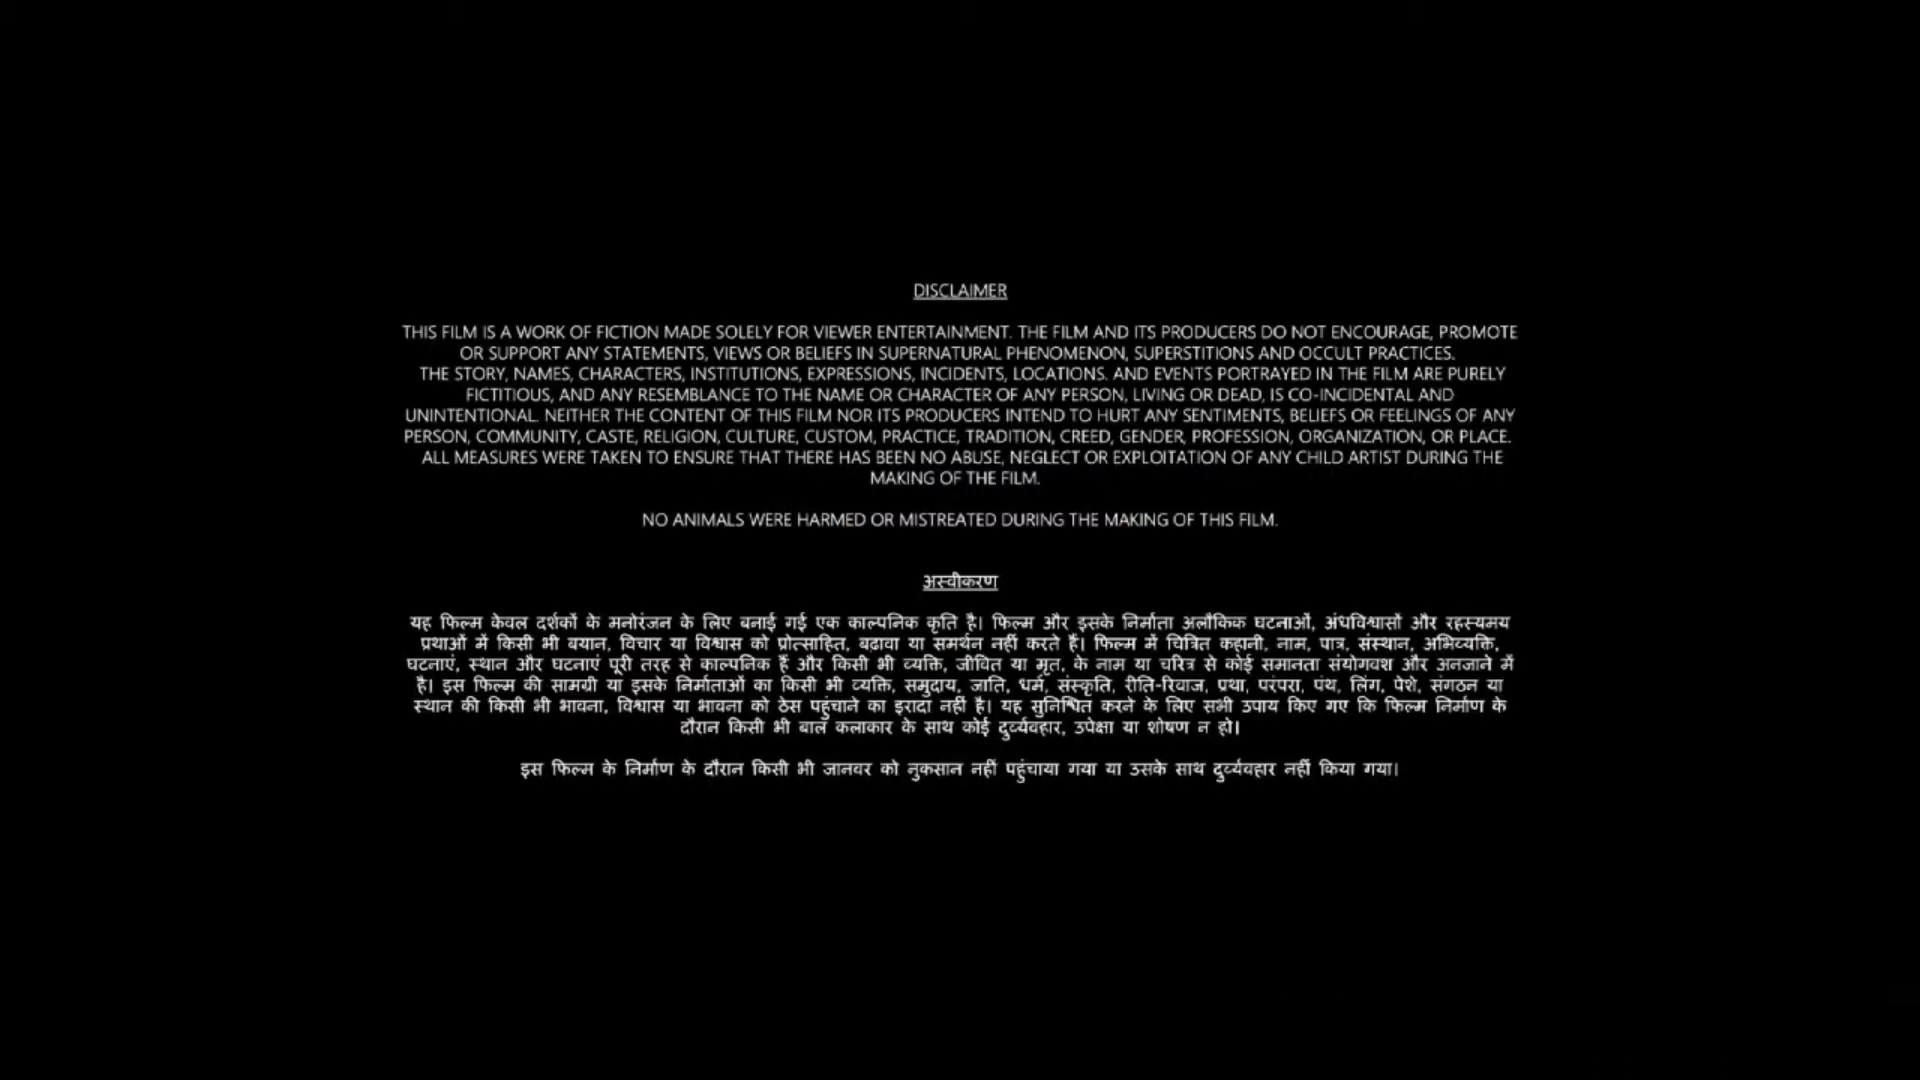 DISCLAIMER
THIS FILM IS A WORK OF FICTION MADE SOLELY FOR VIEWER ENTERTAINMENT. THE FILM AND ITS PRODUCERS DO NOT ENCOURAGE, PROMOTE
OR SUPPORT ANY STATEMENTS, VIEWS OR BELIEFS IN SUPERNATURAL PHENOMENON, SUPERSTITIONS AND OCCULT PRACTICES.
THE STORY, NAMES, CHARACTERS, INSTITUTIONS, EXPRESSIONS, INCIDENTS, LOCATIONS. AND EVENTS PORTRAYED IN THE FILM ARE PURELY
FICTITIOUS, AND ANY RESEMBLANCE TO THE NAME OR CHARACTER OF ANY PERSON, LIVING OR DEAD, IS CO-INCIDENTAL AND
UNINTENTIONAL. NEITHER THE CONTENT OF THIS FILM NOR ITS PRODUCERS INTEND TO HURT ANY SENTIMENTS, BELIEFS OR FEELINGS OF ANY
PERSON, COMMUNITY, CASTE, RELIGION, CULTURE, CUSTOM, PRACTICE, TRADITION, CREED, GENDER, PROFESSION, ORGANIZATION, OR PLACE.
ALL MEASURES WERE TAKEN TO ENSURE THAT THERE HAS BEEN NO ABUSE, NEGLECT OR EXPLOITATION OF ANY CHILD ARTIST DURING THE
MAKING OF THE FILM.
NO ANIMALS WERE HARMED OR MISTREATED DURING THE MAKING OF THIS FILM.
अस्वीकरण
यह फिल्म केवल दर्शकों के मनोरंजन के लिए बनाई गई एक काल्पनिक कृति है। फिल्म और इसके निर्माता अलौकिक घटनाओं, अंधविश्वासों और रहस्यमय
प्रथाओं में किसी भी बयान, विचार या विश्वास को प्रोत्साहित, बढ़ावा या समर्थन नहीं करते हैं। फिल्म में चित्रित कहानी, नाम, पात्र, संस्थान, अभिव्यक्ति,
घटनाएं, स्थान और घटनाएं पूरी तरह से काल्पनिक हैं और किसी भी व्यक्ति, जीवित या मृत, के नाम या चरित्र से कोई समानता संयोगवश और अनजाने में
है। इस फिल्म की सामग्री या इसके निर्माताओं का किसी भी व्यक्ति, समुदाय, जाति, धर्म, संस्कृति, रीति-रिवाज, प्रथा, परंपरा, पंथ, लिंग, पेशे, संगठन या
स्थान की किसी भी भावना, विश्वास या भावना को ठेस पहुंचाने का इरादा नहीं है। यह सुनिश्चित करने के लिए सभी उपाय किए गए कि फिल्म निर्माण के
दौरान किसी भी बाल कलाकार के साथ कोई दुर्व्यवहार, उपेक्षा या शोषण न हो।
इस फिल्म के निर्माण के दौरान किसी भी जानवर को नुकसान नहीं पहुंचाया गया या उसके साथ दुर्व्यवहार नहीं किया गया।